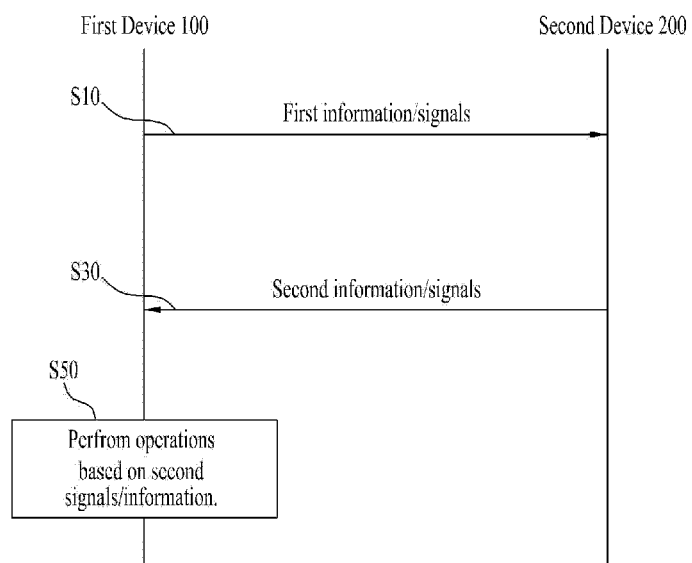 First Device 100
Second Device 200
S10
First information/signals
S30
Second information/signals
S50
Perfrom operations
based on second
signals/information.